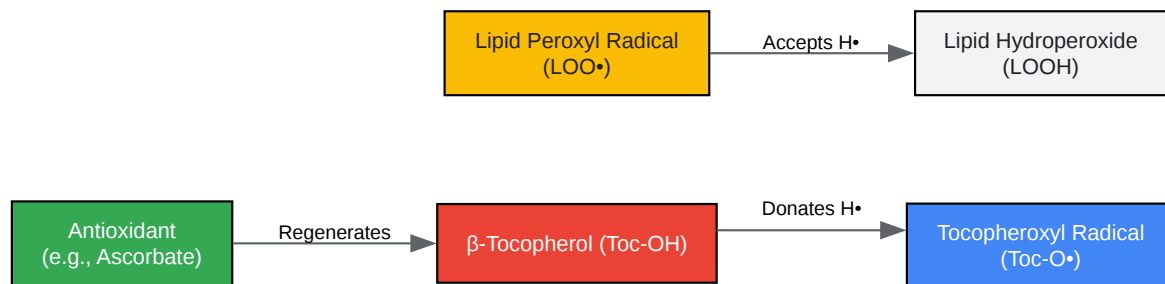 Lipid Peroxyl Radical
(LOO•)
Accepts H•
Lipid Hydroperoxide
(LOOH)
Antioxidant
(e.g., Ascorbate)
Regenerates
β-Tocopherol (Toc-OH)
Donates H•
Tocopheroxyl Radical
(Toc-O•)